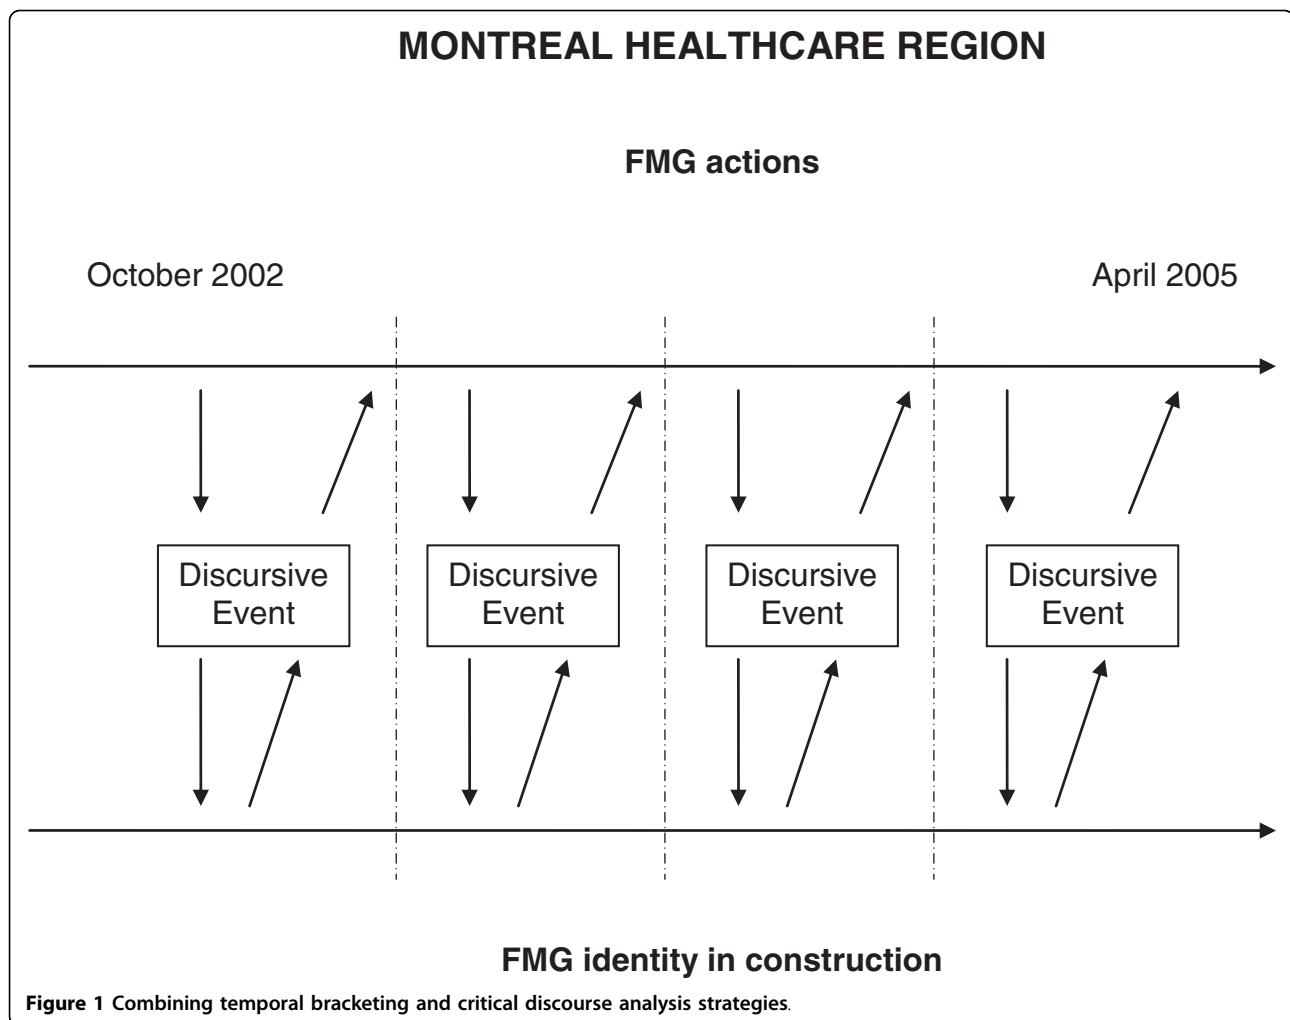 MONTREAL HEALTHCARE REGION
FMG actions
October 2002
April 2005
Discursive
Event
Discursive
Event
Discursive
Event
Discursive
Event
FMG identity in construction
Figure 1 Combining temporal bracketing and critical discourse analysis strategies.